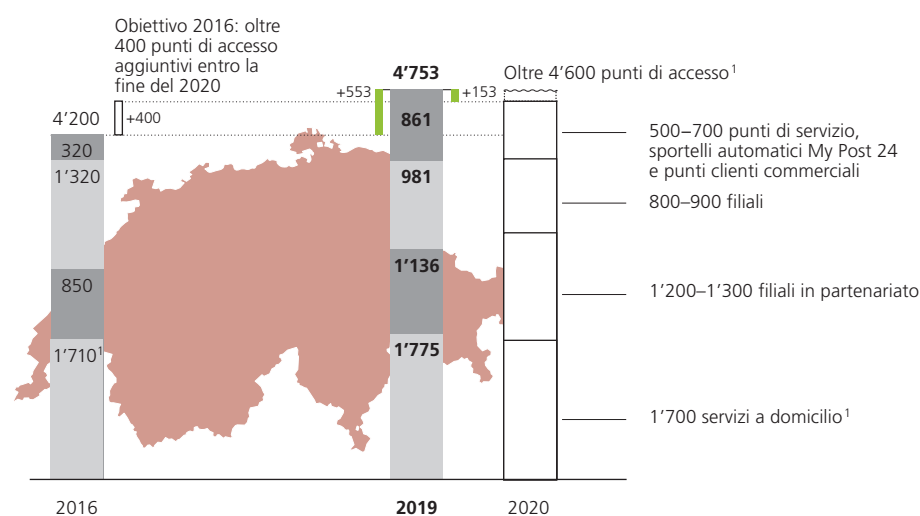 Obiettivo 2016: oltre
400 punti di accesso
aggiuntivi entro la
fine del 2020
4’753
Oltre 4’600 punti di accesso¹
+553
+153
4’200
+400
861
320
1’320
981
850
1’136
1’710¹
1’775
500–700 punti di servizio,
sportelli automatici My Post 24
e punti clienti commerciali
800–900 filiali
1’200–1’300 filiali in partenariato
1’700 servizi a domicilio¹
2016
2019
2020